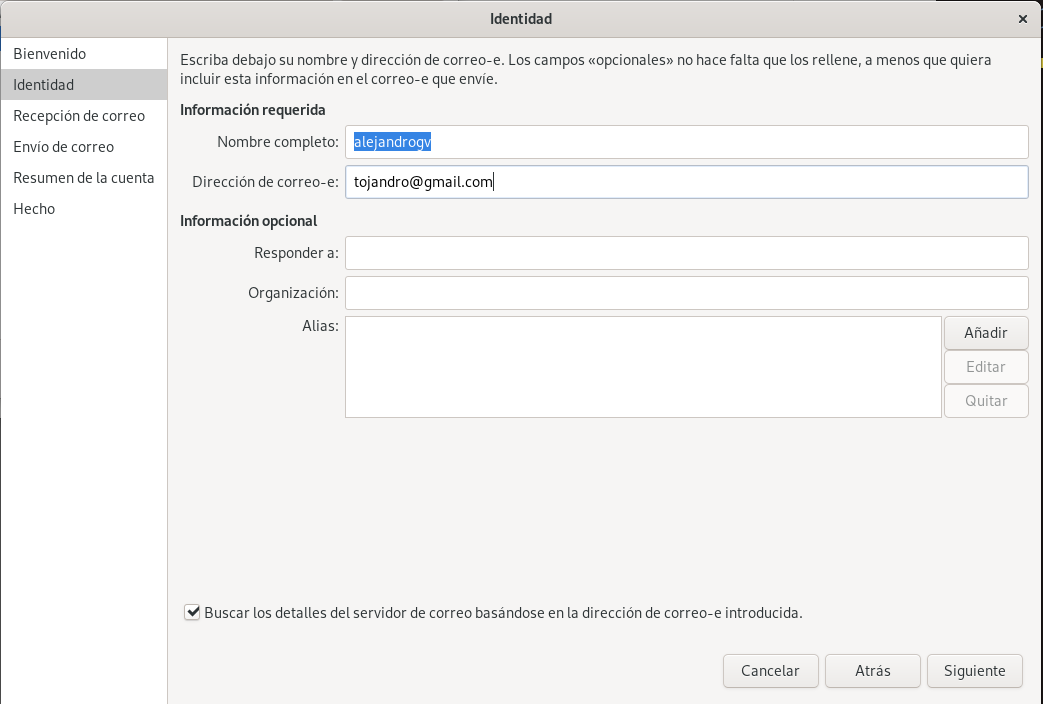 Identidad
×
Bienvenido
Identidad
Recepción de correo
Envío de correo
Resumen de la cuenta
Hecho
Escriba debajo su nombre y dirección de correo-e. Los campos «opcionales» no hace falta que los rellene, a menos que quiera
incluir esta información en el correo-e que envíe.
Información requerida
Nombre completo: alejandrogv
Dirección de correo-e: tojandro@gmail.com
Información opcional
Responder a:
Organización:
Alias:
Añadir
Editar
Quitar
Buscar los detalles del servidor de correo basándose en la dirección de correo-e introducida.
Cancelar Atrás Siguiente